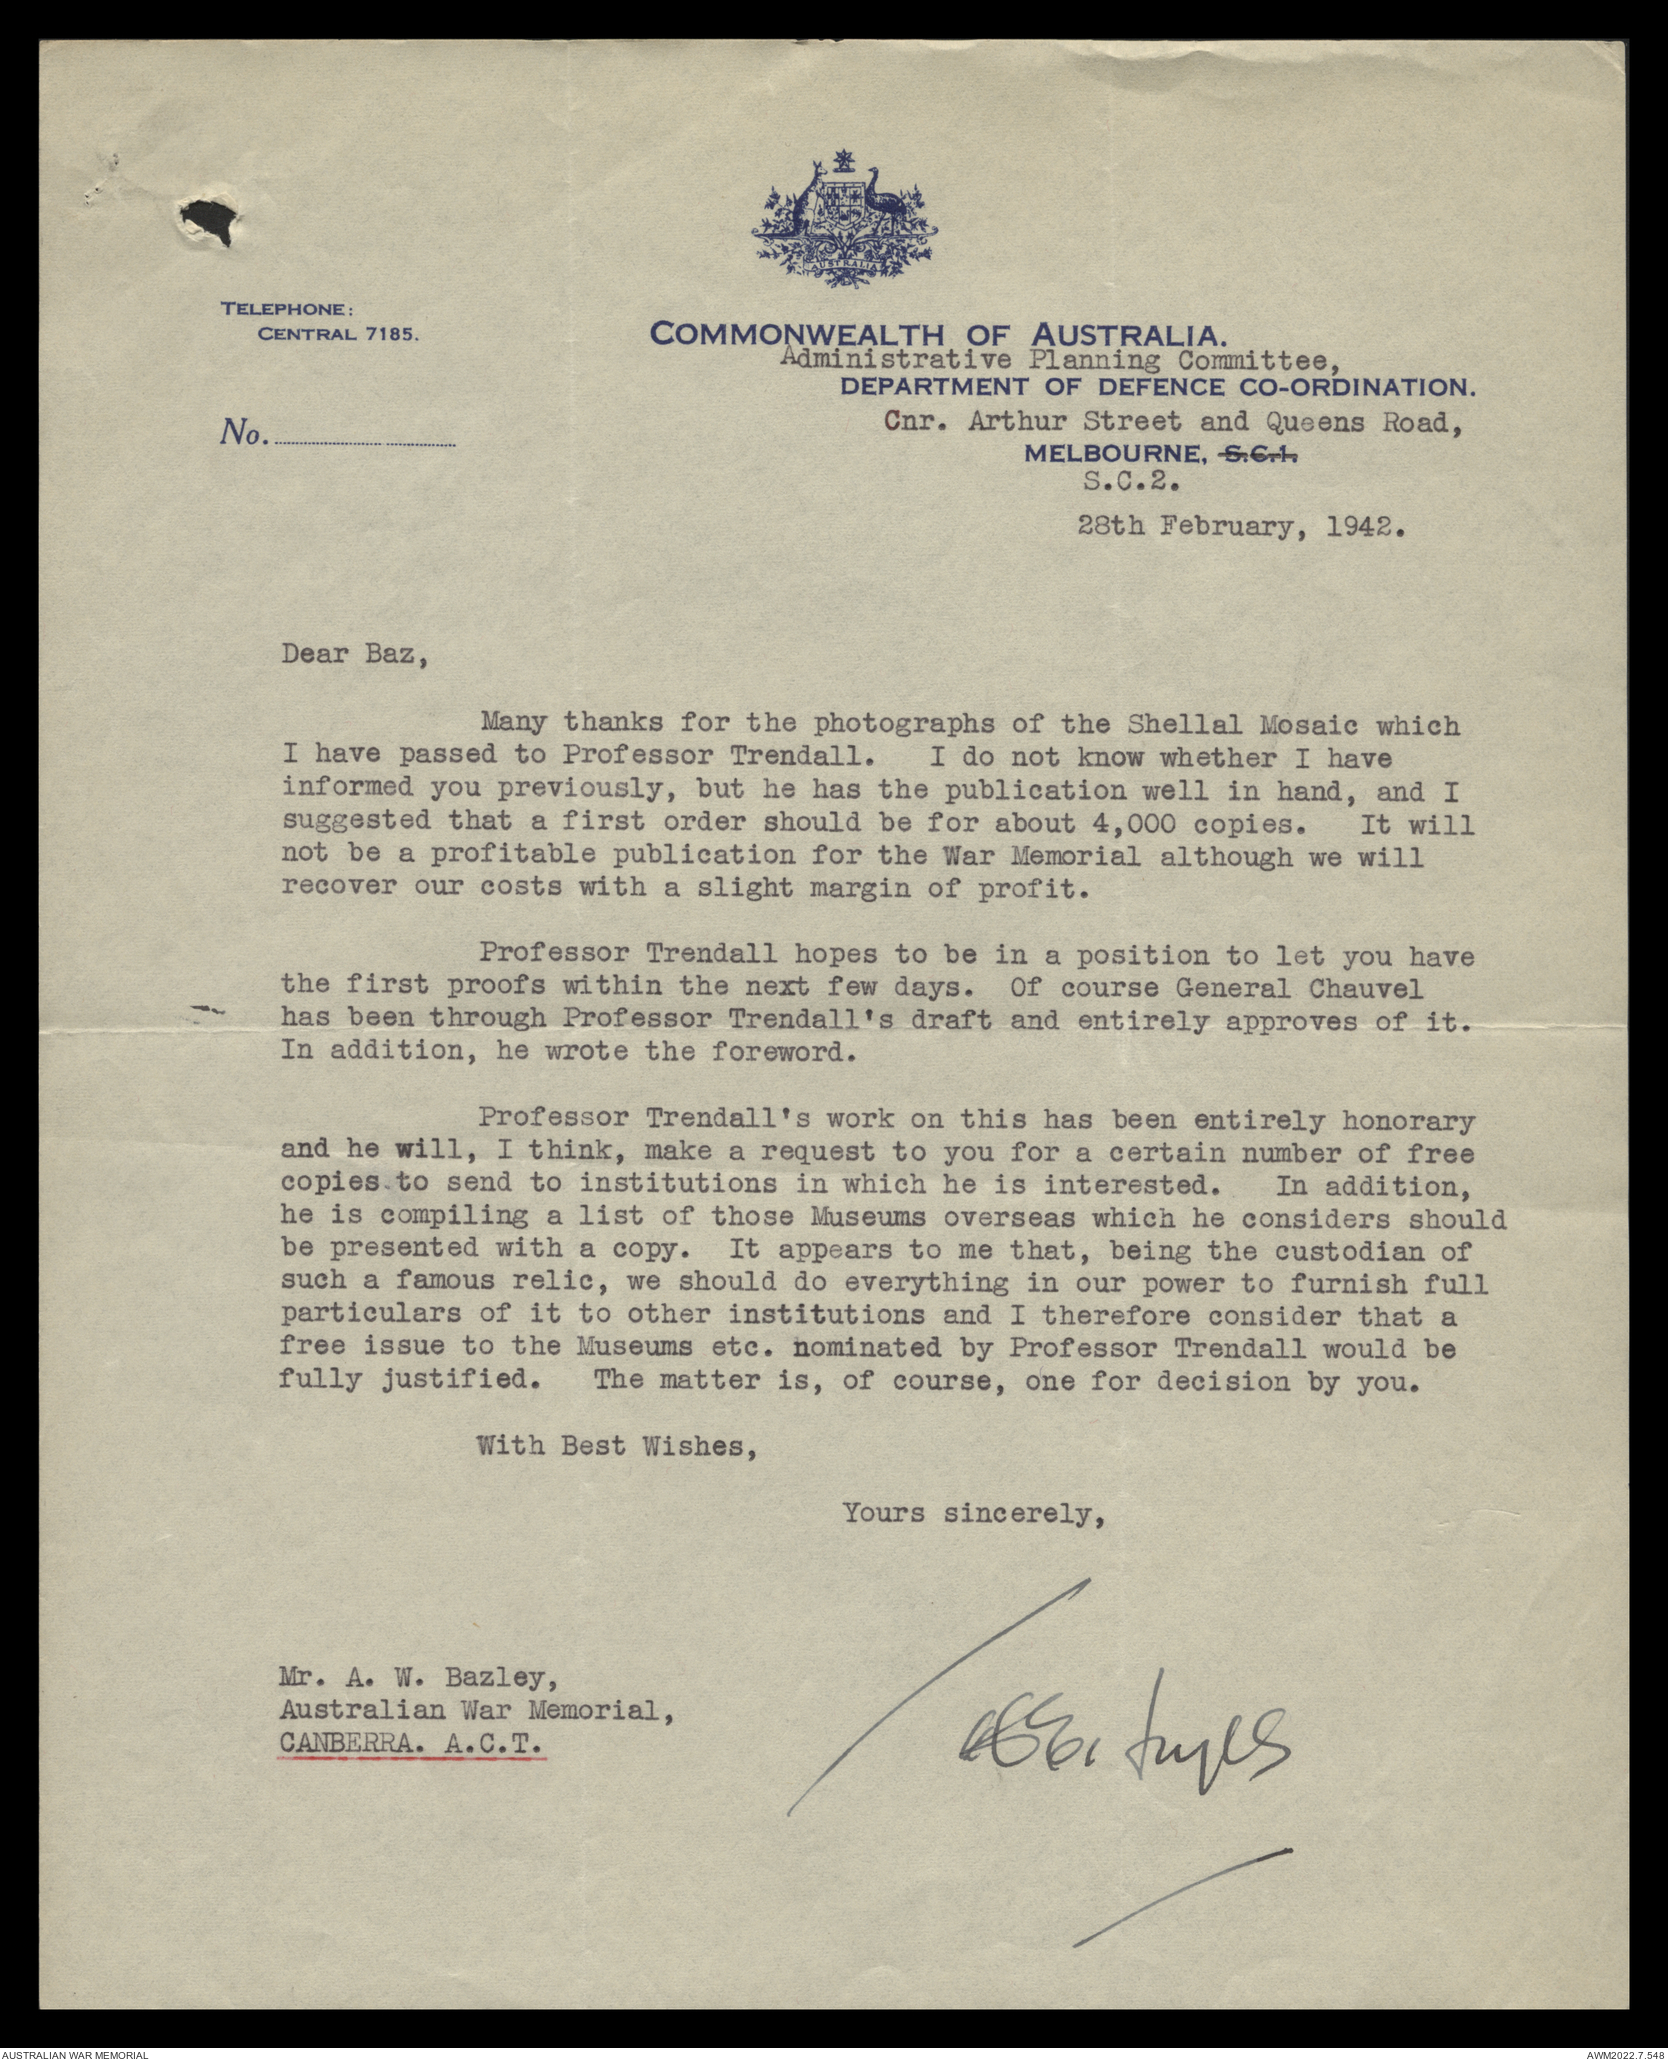 AUSTRALIA
TELEPHONE:
CENTRAL 7185.
No.
COMMONWEALTH OF AUSTRALIA.
Administrative Planning Committee,
DEPARTMENT OF DEFENCE CO-ORDINATION.
Cnr. Arthur Street and Queens Road,
MELBOURNE, S.C.1.
S.C.2.
28th February, 1942.
Dear Baz,
Many thanks for the photographs of the Shellal Mosaic which
I have passed to Professor Trendall. I do not know whether I have
informed you previously, but he has the publication well in hand, and I
suggested that a first order should be for about 4,000 copies. It will
not be a profitable publication for the War Memorial although we will
recover our costs with a slight margin of profit.
Professor Trendall hopes to be in a position to let you have
the first proofs within the next few days. Of course General Chauvel
has been through Professor Trendall's draft and entirely approves of it.
In addition, he wrote the foreword.
Professor Trendall's work on this has been entirely honorary
and he will, I think, make a request to you for a certain number of free
copies to send to institutions in which he is interested. In addition,
he is compiling a list of those Museums overseas which he considers should
be presented with a copy. It appears to me that, being the custodian of
such a famous relic, we should do everything in our power to furnish full
particulars of it to other institutions and I therefore consider that a
free issue to the Museums etc. nominated by Professor Trendall would be
fully justified. The matter is, of course, one for decision by you.
With Best Wishes,
Yours sincerely,
Mr. A. W. Bazley,
Australian War Memorial,
CANBERRA. A.C.T.
AUSTRALIAN WAR MEMORIAL
AWM2022.7.548